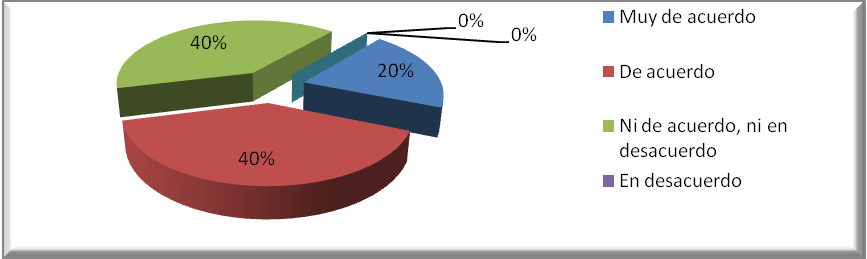 40%
0%
0%
20%
40%
Muy de acuerdo
De acuerdo
Ni de acuerdo, ni en
desacuerdo
En desacuerdo